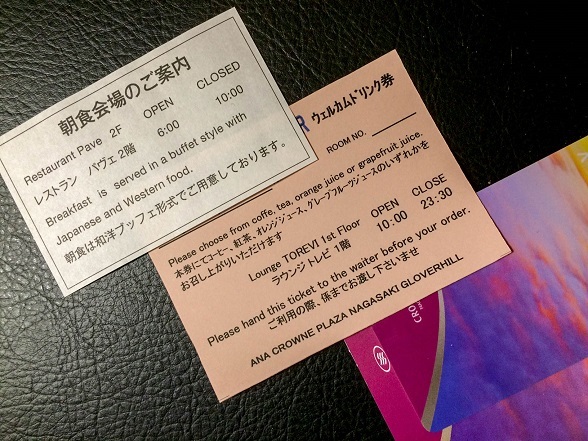 朝食会場のご案内
OPEN CLOSED
Restaurant Pave 2F
レストラン パヴェ 2階 6:00 10:00
Breakfast is served in a buffet style with
Japanese and Western food.
朝食は和洋ブッフェ形式でご用意しております。
R ウェルカムドリンク券
ROOM NO.
Please choose from coffe, tea, orange juice or grapefruit juice.
本券にてコーヒー、紅茶、オレンジジュース、グレープフルーツジュースのいずれかを
お召し上がりいただけます
OPEN CLOSE
Lounge TOREVI 1st Floor
ラウンジ トレビ 1階 10.00 23:30
Please hand this ticket to the waiter before your order.
ご利用の際、係までお渡し下さいませ
ANA CROWNE PLAZA NAGASAKI GLOVERHILL
CRO